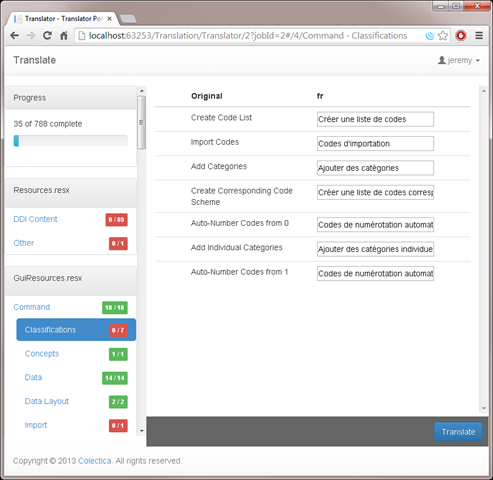 Translator - Translator Po
localhost:63253/Translation/Translator/2?jobId=2#/4/Command - Classifications
Translate
jeremy
Progress
35 of 788 complete
Resources.resx
DDI Content 0 / 89
Other 0 / 1
GuiResources.resx
Command 18 / 18
Classifications 0 / 7
Concepts 1 / 1
Data 14 / 14
Data Layout 2 / 2
Import 0 / 1
Original fr
Create Code List Créer une liste de codes
Import Codes Codes d'importation
Add Categories Ajouter des catégories
Create Corresponding Code Créer une liste de codes corresp
Scheme
Auto-Number Codes from 0 Codes de numérotation automat
Add Individual Categories Ajouter des catégories individue
Auto-Number Codes from 1 Codes de numérotation automat
Translate
Copyright © 2013 Colectica. All rights reserved.